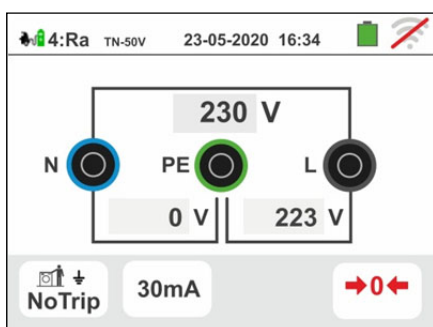 4:Ra TN-50V 23-05-2020 16:34
230 V
N PE L
0 V 223 V
NoTrip 30mA →0←